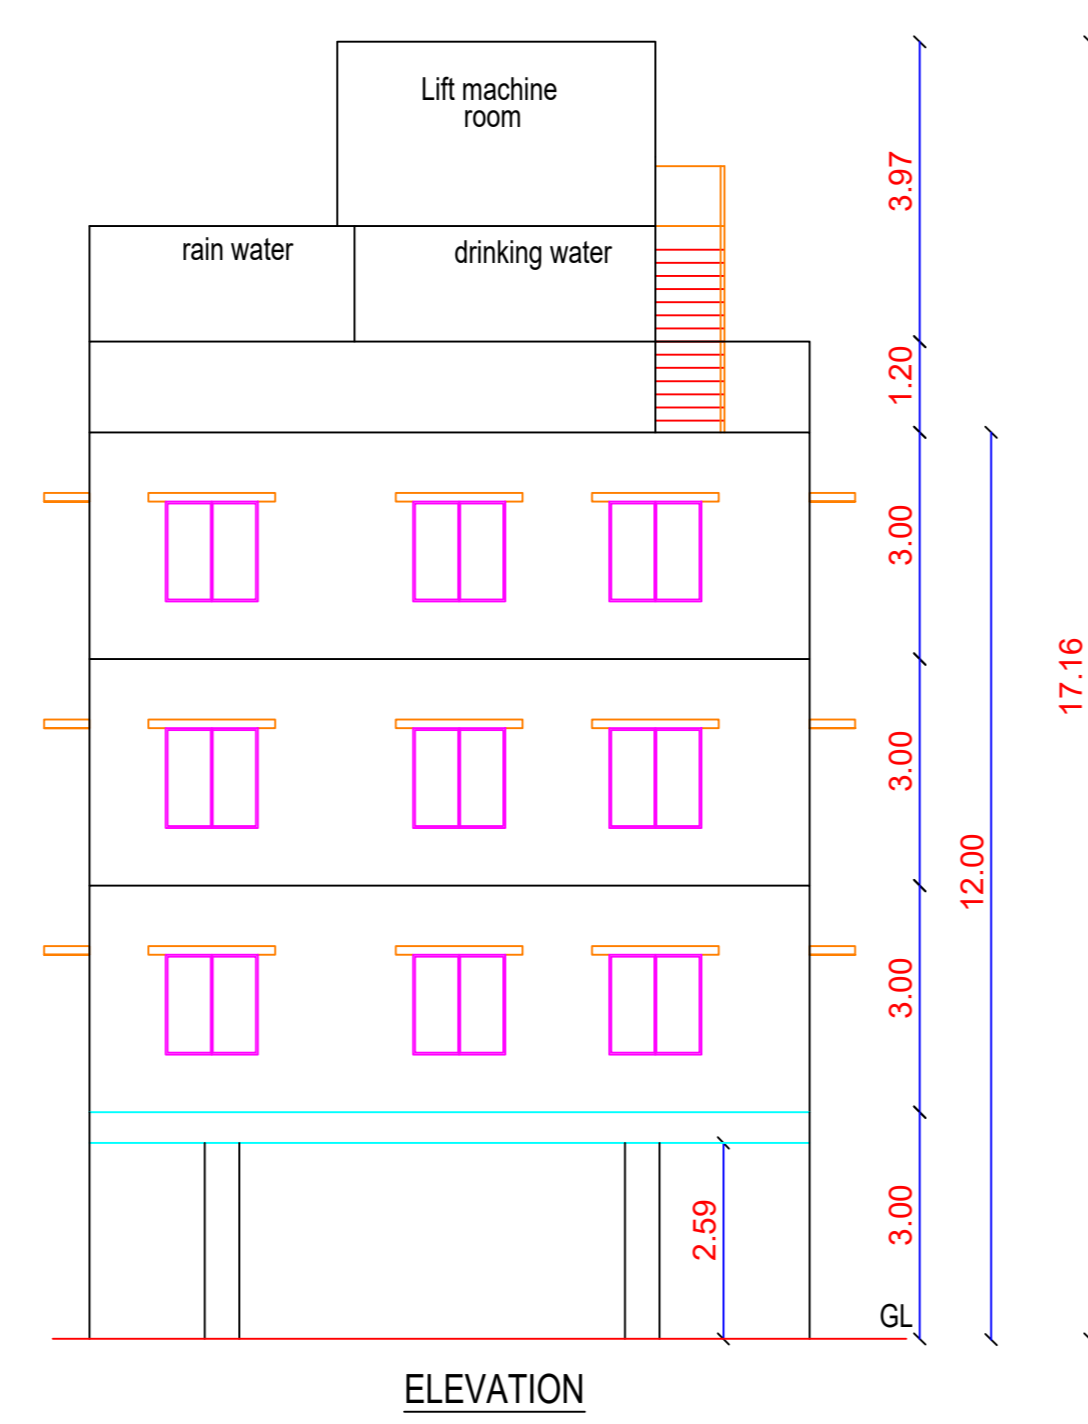 Lift machine
room
3.97
rain water
drinking water
1.20
3.00
17.16
3.00
12.00
3.00
3.00
2.59
GL
ELEVATION